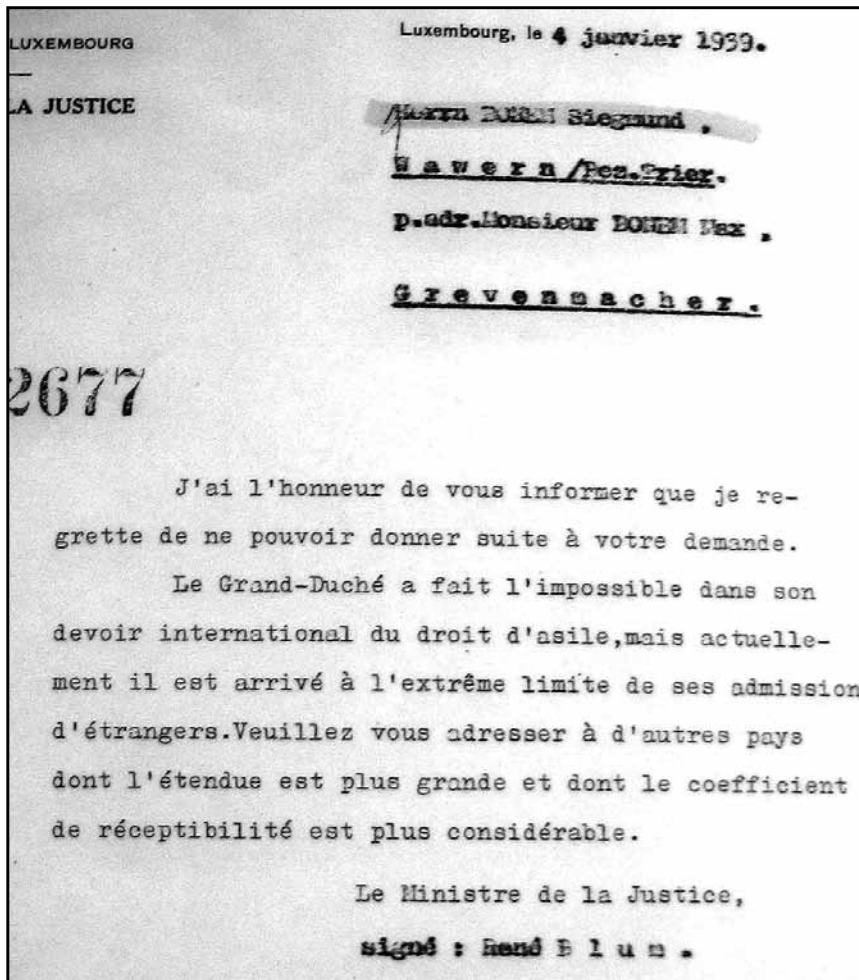 LUXEMBOURG
LA JUSTICE
Luxembourg, le 4 janvier 1939.
Herrn Siegmund ,
W a w e r n /Bez.Trier.
p.adr.Monsieur Max ,
G r e v e n m a c h e r .
2677
J'ai l'honneur de vous informer que je re-
grette de ne pouvoir donner suite à votre demande.
Le Grand-Duché a fait l'impossible dans son
devoir international du droit d'asile,mais actuelle-
ment il est arrivé à l'extrême limite de ses admission
d'étrangers.Veuillez vous adresser à d'autres pays
dont l'étendue est plus grande et dont le coefficient
de réceptibilité est plus considérable.
Le Ministre de la Justice,
signé : René B l u m .